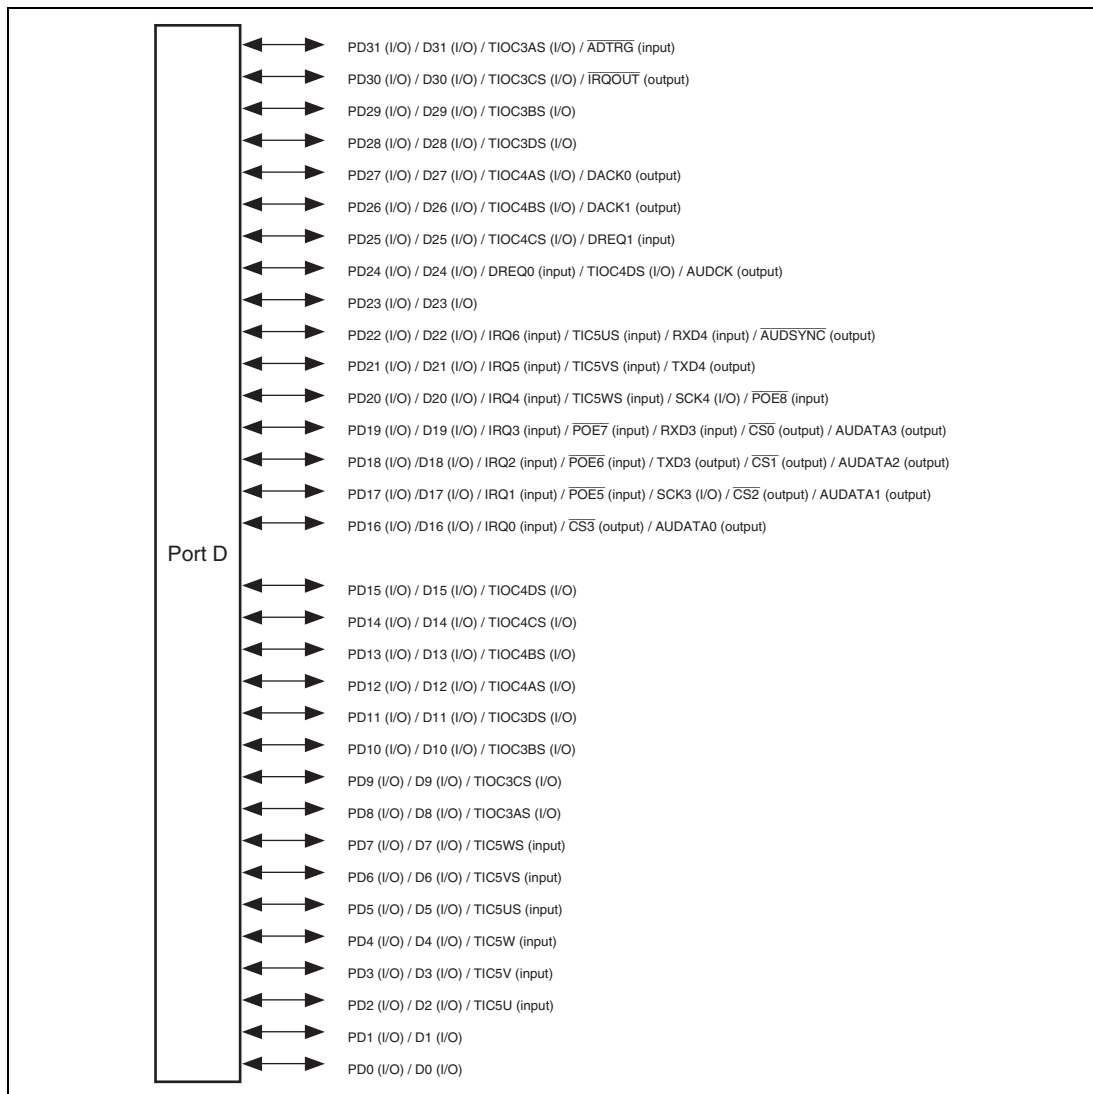 PD31 (I/O) / D31 (I/O) / TIOC3AS (I/O) / ADTRG (input)
PD30 (I/O) / D30 (I/O) / TIOC3CS (I/O) / IRQOUT (output)
PD29 (I/O) / D29 (I/O) / TIOC3BS (I/O)
PD28 (I/O) / D28 (I/O) / TIOC3DS (I/O)
PD27 (I/O) / D27 (I/O) / TIOC4AS (I/O) / DACK0 (output)
PD26 (I/O) / D26 (I/O) / TIOC4BS (I/O) / DACK1 (output)
PD25 (I/O) / D25 (I/O) / TIOC4CS (I/O) / DREQ1 (input)
PD24 (I/O) / D24 (I/O) / DREQ0 (input) / TIOC4DS (I/O) / AUDCK (output)
PD23 (I/O) / D23 (I/O)
PD22 (I/O) / D22 (I/O) / IRQ6 (input) / TIC5US (input) / RXD4 (input) / AUDSYNC (output)
PD21 (I/O) / D21 (I/O) / IRQ5 (input) / TIC5VS (input) / TXD4 (output)
PD20 (I/O) / D20 (I/O) / IRQ4 (input) / TIC5WS (input) / SCK4 (I/O) / POE8 (input)
PD19 (I/O) / D19 (I/O) / IRQ3 (input) / POE7 (input) / RXD3 (input) / CS0 (output) / AUDATA3 (output)
PD18 (I/O) /D18 (I/O) / IRQ2 (input) / POE6 (input) / TXD3 (output) / CS1 (output) / AUDATA2 (output)
PD17 (I/O) /D17 (I/O) / IRQ1 (input) / POE5 (input) / SCK3 (I/O) / CS2 (output) / AUDATA1 (output)
PD16 (I/O) /D16 (I/O) / IRQ0 (input) / CS3 (output) / AUDATA0 (output)
Port D
PD15 (I/O) / D15 (I/O) / TIOC4DS (I/O)
PD14 (I/O) / D14 (I/O) / TIOC4CS (I/O)
PD13 (I/O) / D13 (I/O) / TIOC4BS (I/O)
PD12 (I/O) / D12 (I/O) / TIOC4AS (I/O)
PD11 (I/O) / D11 (I/O) / TIOC3DS (I/O)
PD10 (I/O) / D10 (I/O) / TIOC3BS (I/O)
PD9 (I/O) / D9 (I/O) / TIOC3CS (I/O)
PD8 (I/O) / D8 (I/O) / TIOC3AS (I/O)
PD7 (I/O) / D7 (I/O) / TIC5WS (input)
PD6 (I/O) / D6 (I/O) / TIC5VS (input)
PD5 (I/O) / D5 (I/O) / TIC5US (input)
PD4 (I/O) / D4 (I/O) / TIC5W (input)
PD3 (I/O) / D3 (I/O) / TIC5V (input)
PD2 (I/O) / D2 (I/O) / TIC5U (input)
PD1 (I/O) / D1 (I/O)
PD0 (I/O) / D0 (I/O)